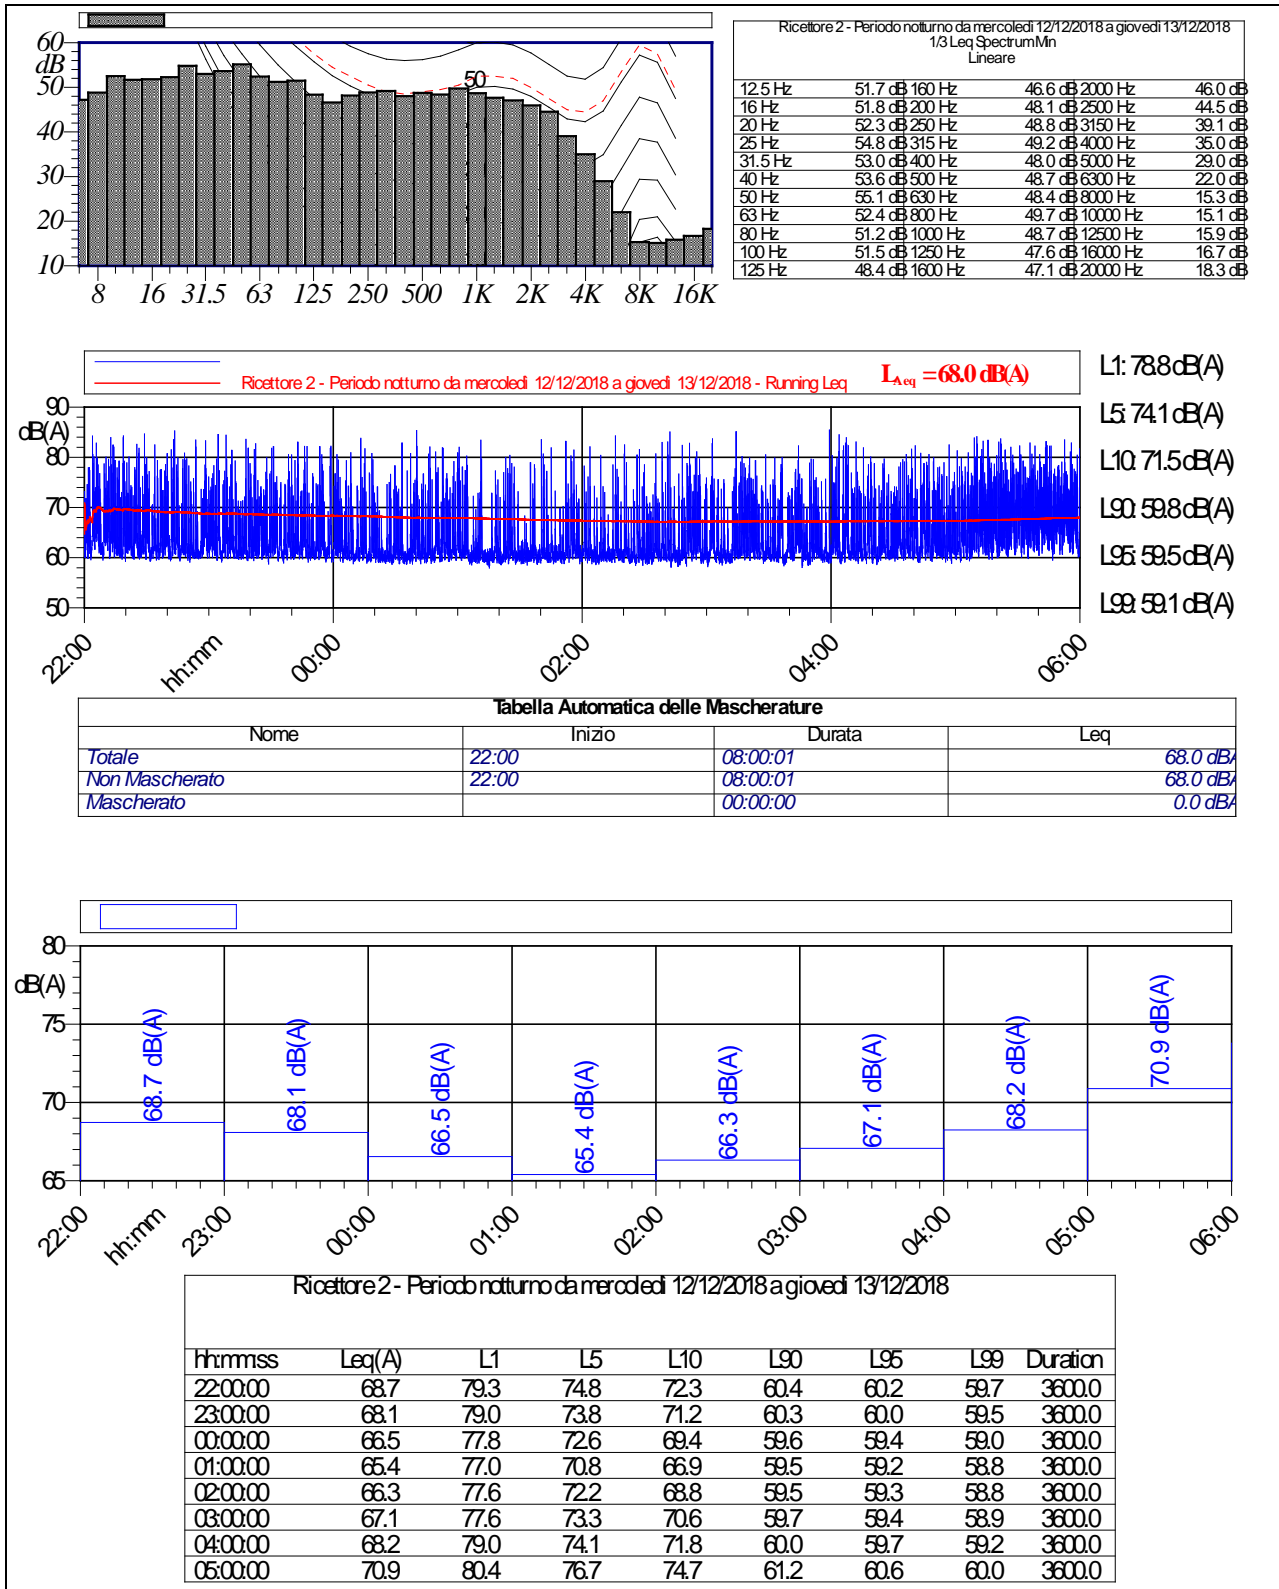 60
dB
50
40
30
20
10
50
8 16 31.5 63 125 250 500 1K 2K 4K 8K 16K
Ricettore 2 - Periodo notturno da mercoledì 12/12/2018 a giovedì 13/12/2018
1/3 Leq Spectrum Min
Lineare
12.5 Hz 51.7 dB 160 Hz 46.6 dB 2000 Hz 46.0 dB
16 Hz 51.8 dB 200 Hz 48.1 dB 2500 Hz 44.5 dB
20 Hz 52.3 dB 250 Hz 48.8 dB 3150 Hz 39.1 dB
25 Hz 54.8 dB 315 Hz 49.2 dB 4000 Hz 35.0 dB
31.5 Hz 53.0 dB 400 Hz 48.0 dB 5000 Hz 29.0 dB
40 Hz 53.6 dB 500 Hz 48.7 dB 6300 Hz 22.0 dB
50 Hz 55.1 dB 630 Hz 48.4 dB 8000 Hz 15.3 dB
63 Hz 52.4 dB 800 Hz 49.7 dB 10000 Hz 15.1 dB
80 Hz 51.2 dB 1000 Hz 48.7 dB 12500 Hz 15.9 dB
100 Hz 51.5 dB 1250 Hz 47.6 dB 16000 Hz 16.7 dB
125 Hz 48.4 dB 1600 Hz 47.1 dB 20000 Hz 18.3 dB
Ricettore 2 - Periodo notturno da mercoledì 12/12/2018 a giovedì 13/12/2018 - Running Leq
LAeq = 68.0 dB(A)
90
dB(A)
80
70
60
50
22:00 hh:mm 00:00 02:00 04:00 06:00
L1: 78.8 dB(A)
L5: 74.1 dB(A)
L10: 71.5 dB(A)
L90: 59.8 dB(A)
L95: 59.5 dB(A)
L99: 59.1 dB(A)
Tabella Automatica delle Mascherature
Nome Inizio Durata Leq
Totale 22:00 08:00:01 68.0 dBA
Non Mascherato 22:00 08:00:01 68.0 dBA
Mascherato 00:00:00 0.0 dBA
80
dB(A)
75
70
65
68.7 dB(A)
68.1 dB(A)
66.5 dB(A)
65.4 dB(A)
66.3 dB(A)
67.1 dB(A)
68.2 dB(A)
70.9 dB(A)
22:00 hh:mm 23:00 00:00 01:00 02:00 03:00 04:00 05:00 06:00
Ricettore 2 - Periodo notturno da mercoledì 12/12/2018 a giovedì 13/12/2018
hh:mm:ss Leq(A) L1 L5 L10 L90 L95 L99 Duration
22:00:00 68.7 79.3 74.8 72.3 60.4 60.2 59.7 3600.0
23:00:00 68.1 79.0 73.8 71.2 60.3 60.0 59.5 3600.0
00:00:00 66.5 77.8 72.6 69.4 59.6 59.4 59.0 3600.0
01:00:00 65.4 77.0 70.8 66.9 59.5 59.2 58.8 3600.0
02:00:00 66.3 77.6 72.2 68.8 59.5 59.3 58.8 3600.0
03:00:00 67.1 77.6 73.3 70.6 59.7 59.4 58.9 3600.0
04:00:00 68.2 79.0 74.1 71.8 60.0 59.7 59.2 3600.0
05:00:00 70.9 80.4 76.7 74.7 61.2 60.6 60.0 3600.0